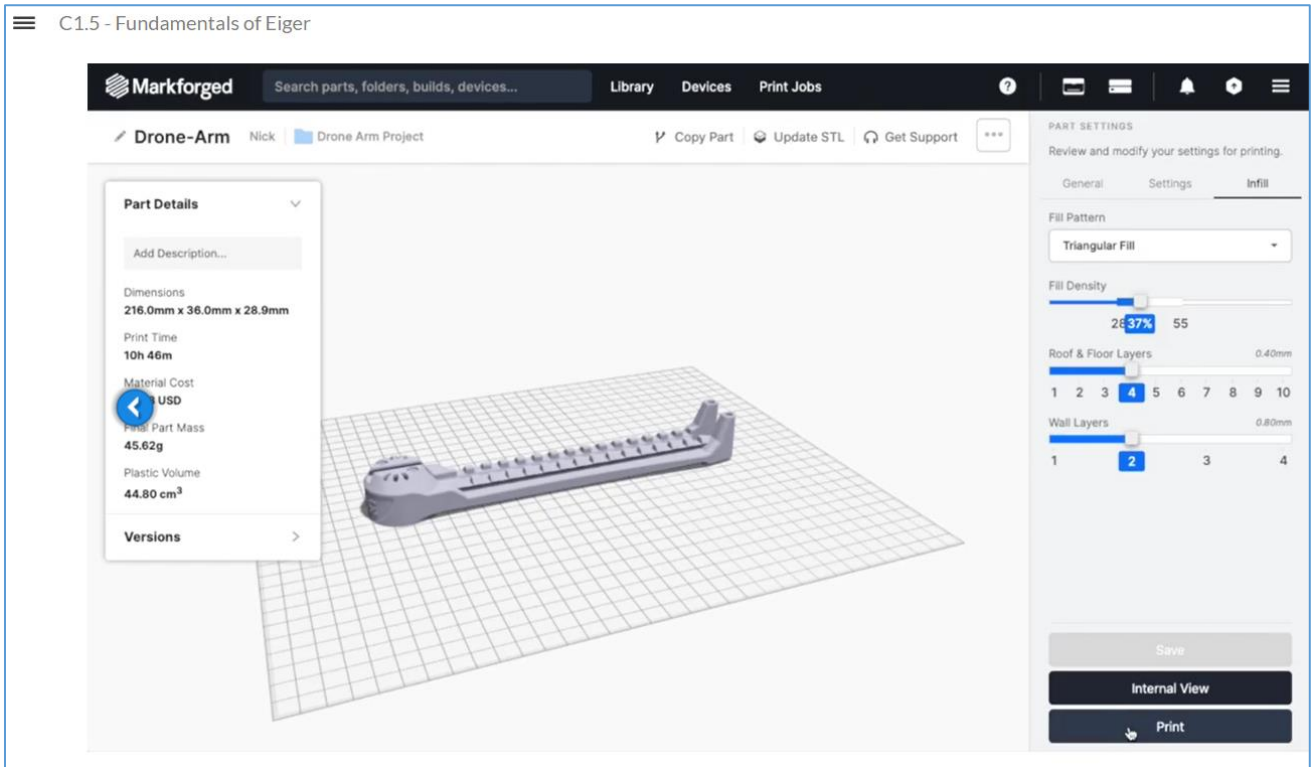 C1.5 - Fundamentals of Eiger
Markforged
Search parts, folders, builds, devices...
Library Devices Print Jobs
Drone-Arm Nick Drone Arm Project
Copy Part Update STL Get Support
Part Details
Add Description...
Dimensions
216.0mm x 36.0mm x 28.9mm
Print Time
10h 46m
Material Cost
USD
Final Part Mass
45.62g
Plastic Volume
44.80 cm³
Versions
PART SETTINGS
Review and modify your settings for printing.
General Settings Infill
Fill Pattern
Triangular Fill
Fill Density
28 37% 55
Roof & Floor Layers 0.40mm
1 2 3 4 5 6 7 8 9 10
Wall Layers 0.80mm
1 2 3 4
Save
Internal View
Print